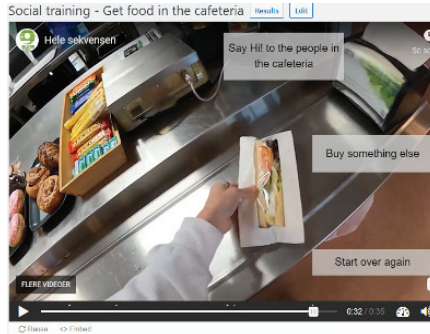 Social training - Get food in the cafeteria
Results
Edit
Hele sekvensen
Say Hi! to the people in
the cafeteria
Buy something else
Start over again
FLERE VIDEOER
0:32 / 0:35
Reuse
<> Embed